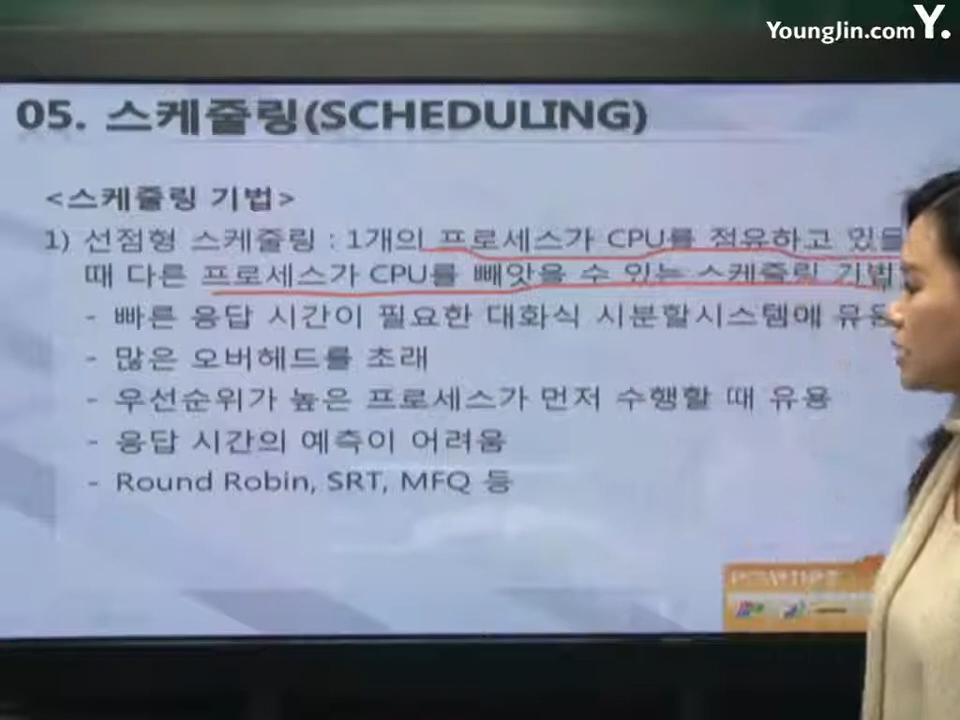 YoungJin.com Y.
05. 스케줄링(SCHEDULING)
<스케줄링 기법>
1) 선점형 스케줄링 : 1개의 프로세스가 CPU를 점유하고 있을
때 다른 프로세스가 CPU를 빼앗을 수 있는 스케줄링 기법
- 빠른 응답 시간이 필요한 대화식 시분할시스템에 유용
- 많은 오버헤드를 초래
- 우선순위가 높은 프로세스가 먼저 수행할 때 유용
- 응답 시간의 예측이 어려움
- Round Robin, SRT, MFQ 등